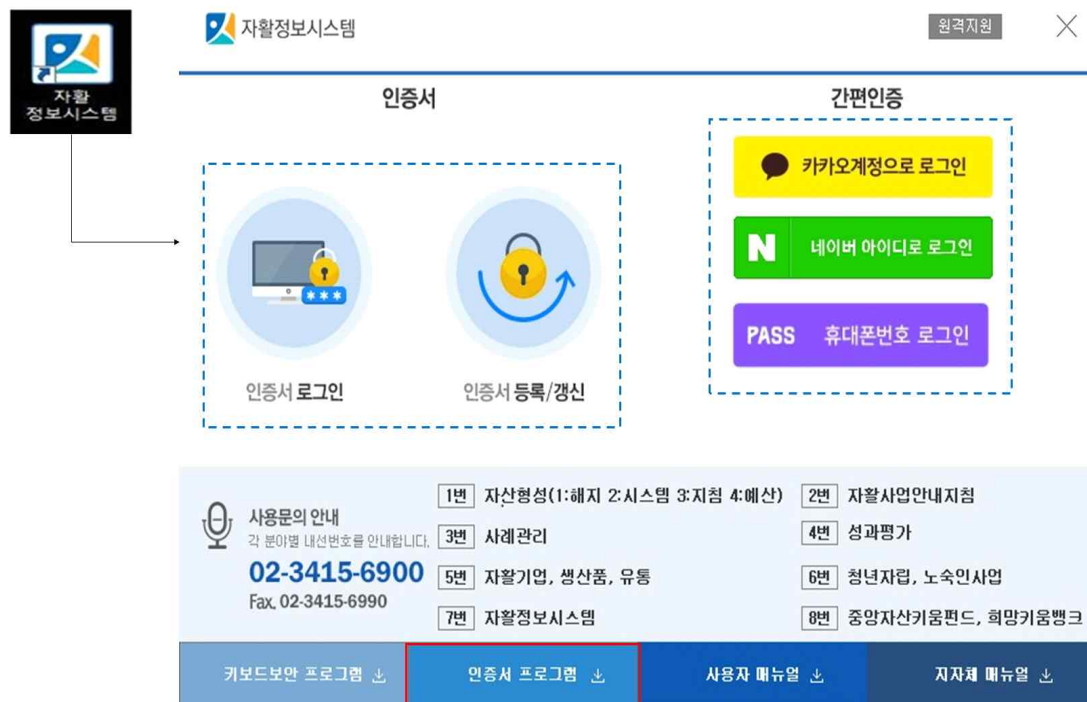 자활
정보시스템
자활정보시스템
원격지원
인증서
간편인증
카카오계정으로 로그인
N 네이버 아이디로 로그인
PASS 휴대폰번호 로그인
***
인증서 로그인
인증서 등록/갱신
사용문의 안내
각 분야별 내선번호를 안내합니다.
02-3415-6900
Fax. 02-3415-6990
1번 자산형성(1:해지 2:시스템 3:지침 4:예산)
2번 자활사업안내지침
3번 사례관리
4번 성과평가
5번 자활기업, 생산품, 유통
6번 청년자립, 노숙인사업
7번 자활정보시스템
8번 중앙자산키움펀드, 희망키움뱅크
키보드보안 프로그램
인증서 프로그램
사용자 매뉴얼
지자체 매뉴얼